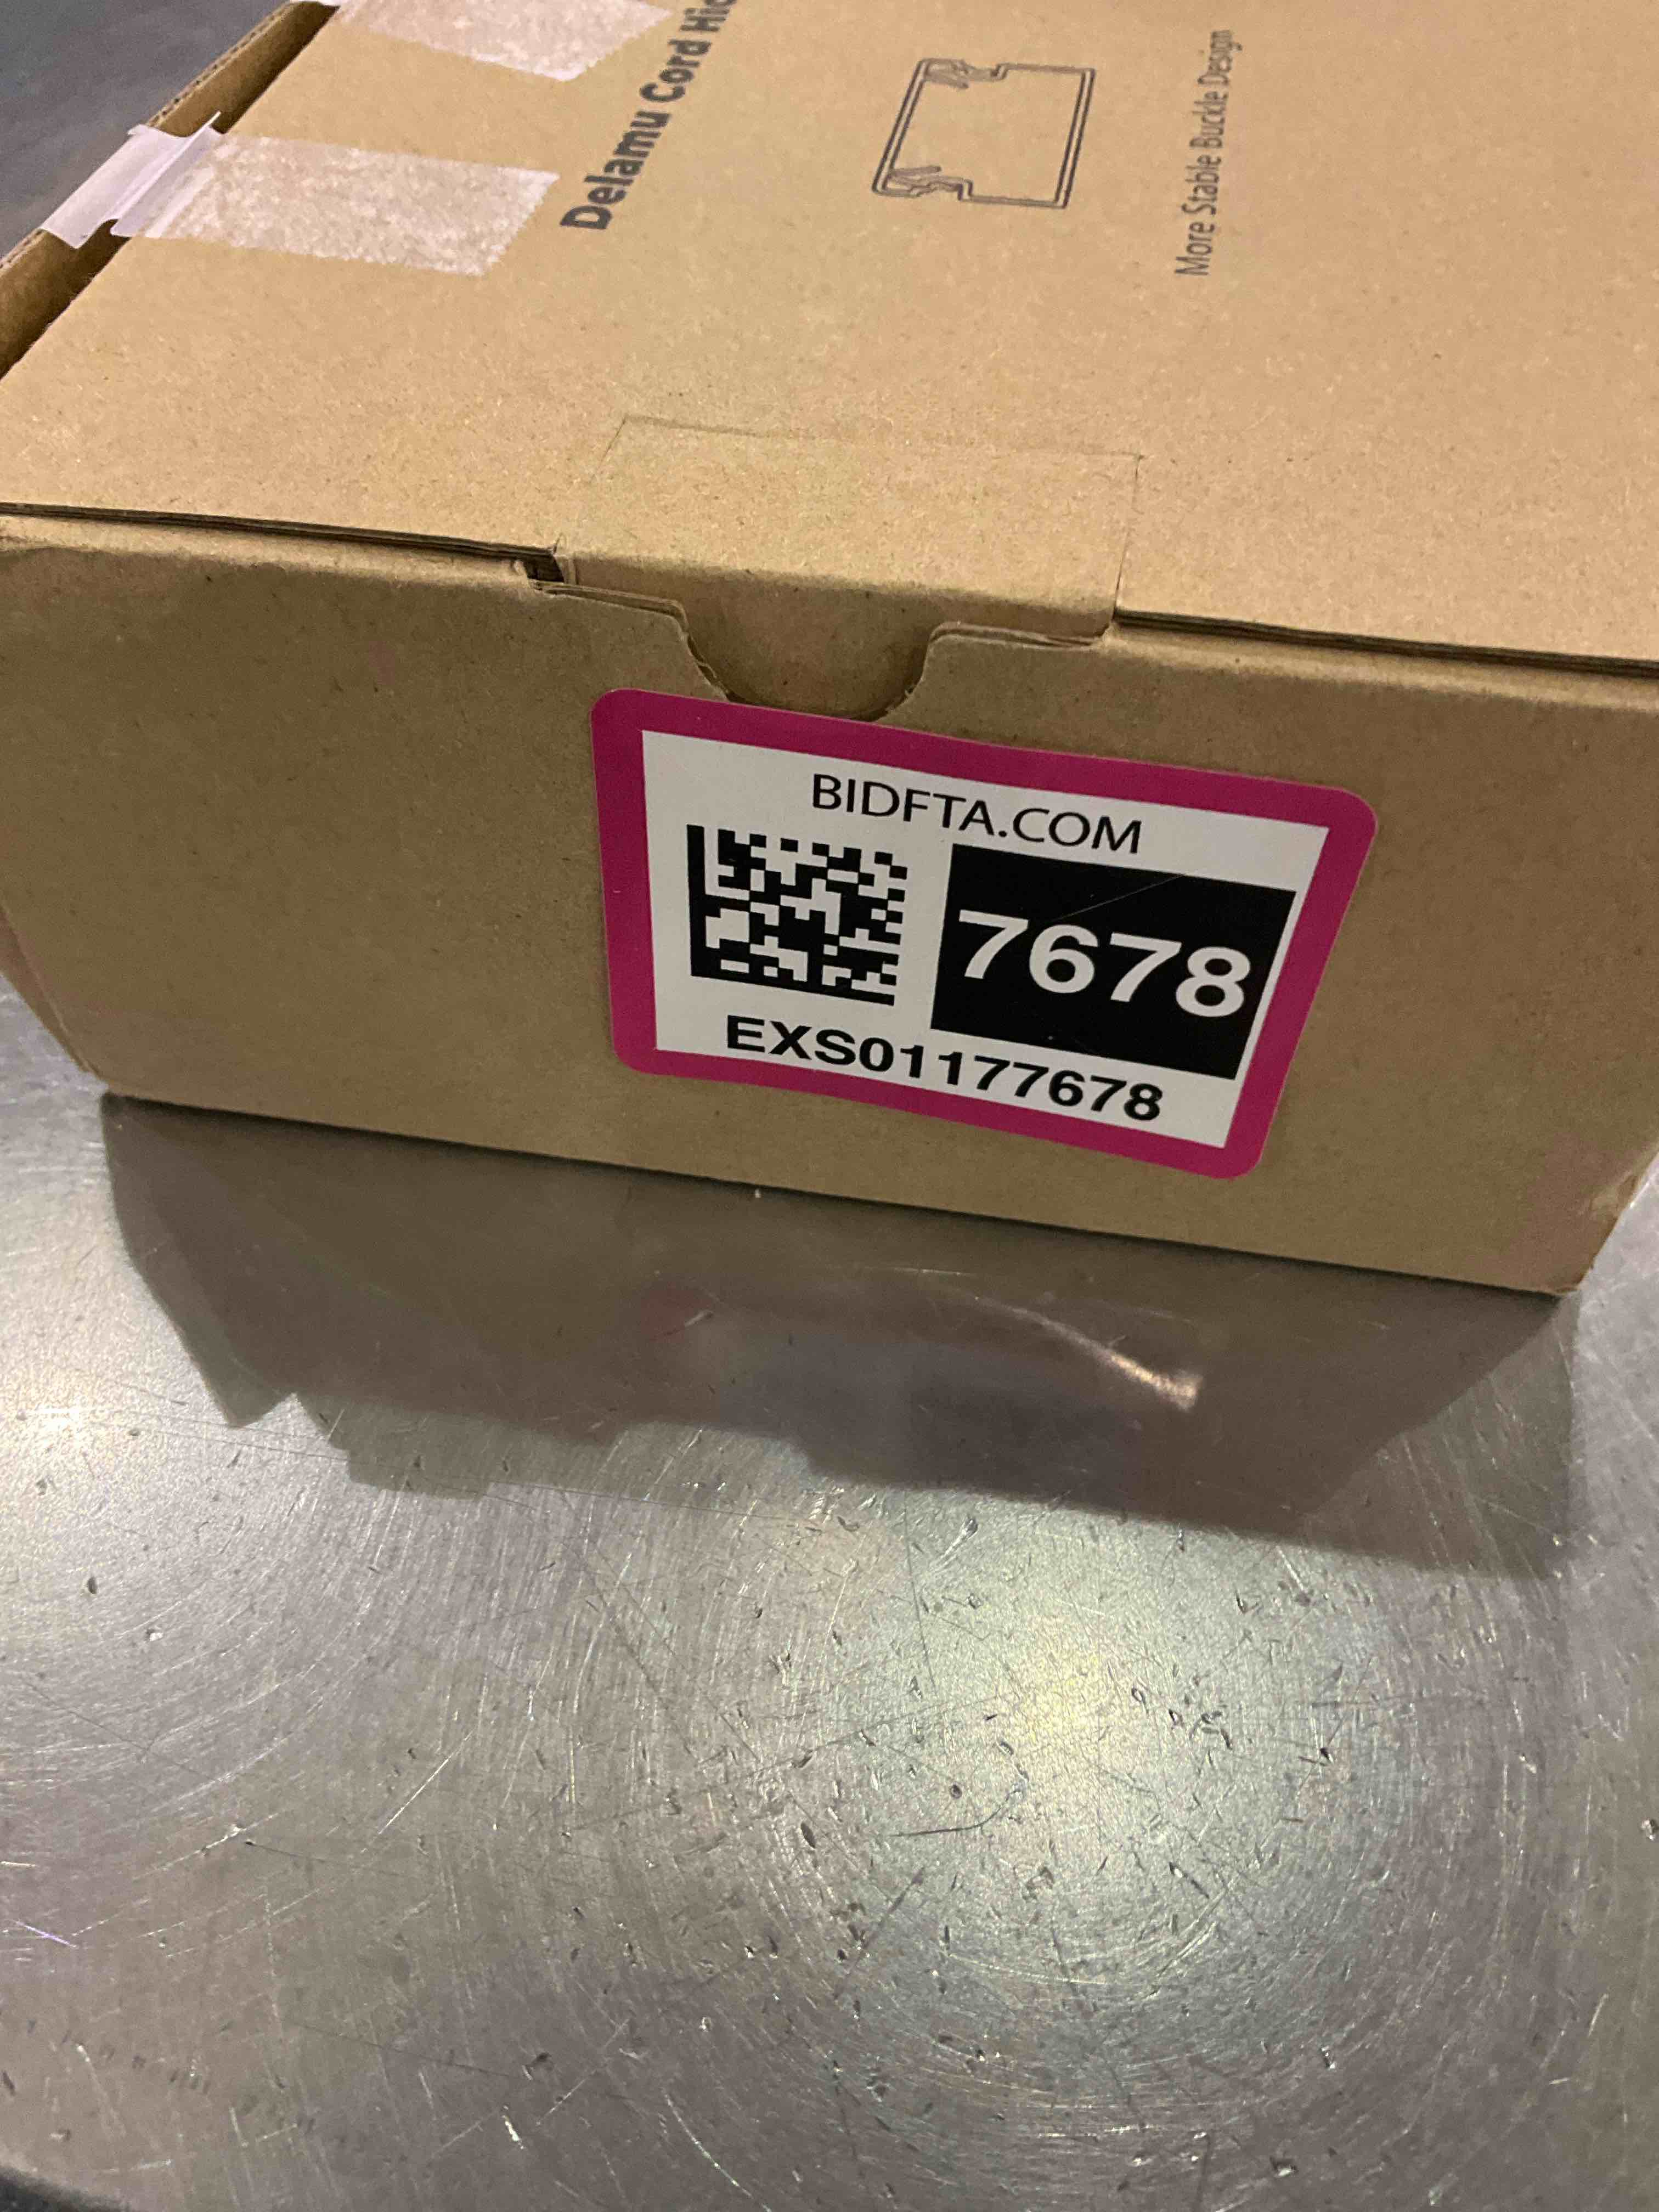 Delamu Cord
More Stable Buckle Design
BIDFTA.COM
7678
EXS01177678